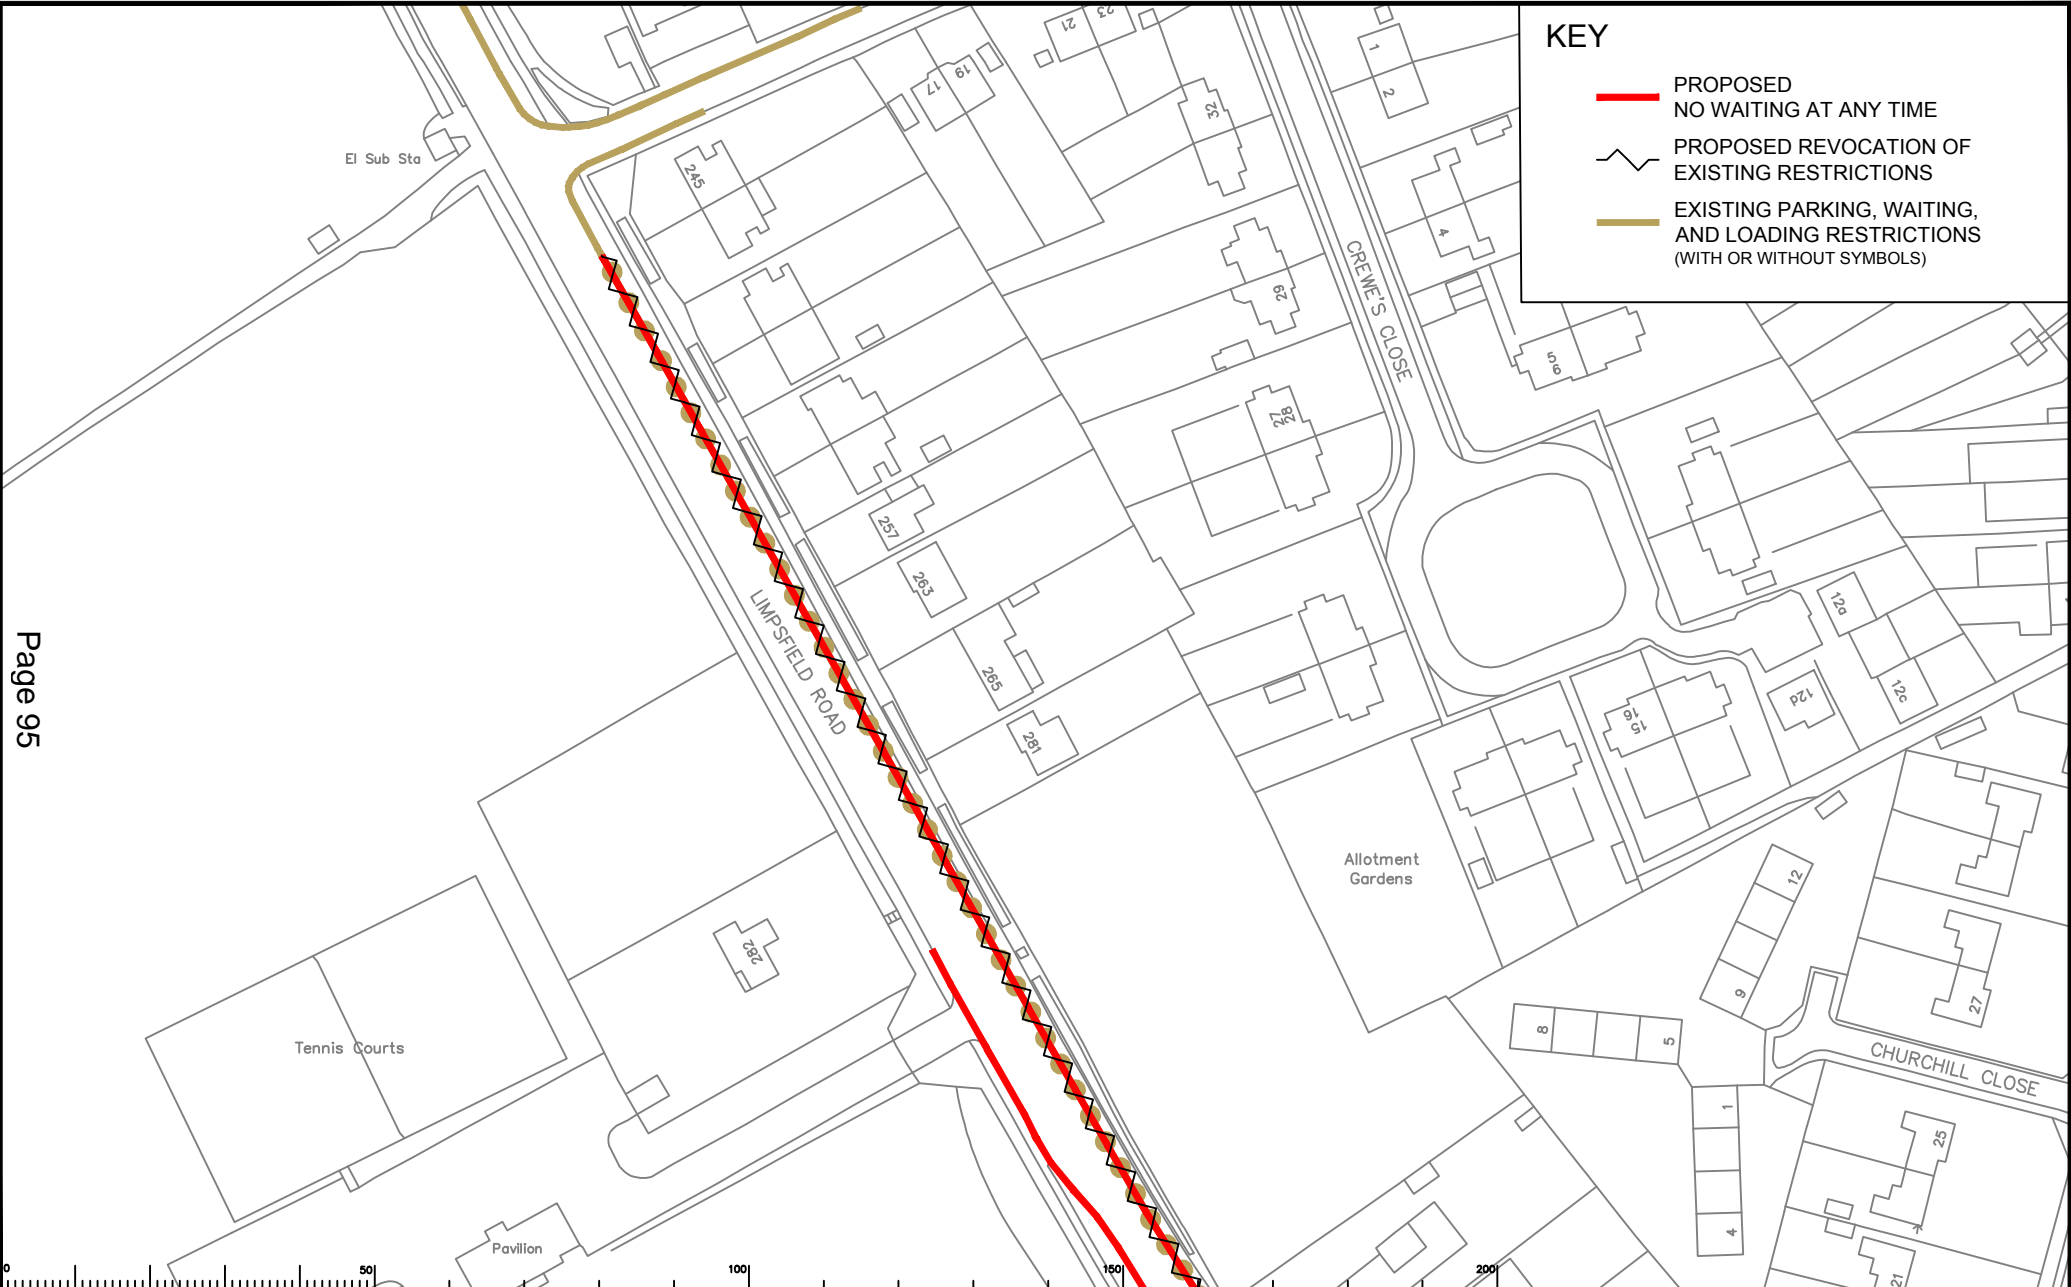 KEY
PROPOSED
NO WAITING AT ANY TIME
PROPOSED REVOCATION OF
EXISTING RESTRICTIONS
EXISTING PARKING, WAITING,
AND LOADING RESTRICTIONS
(WITH OR WITHOUT SYMBOLS)
21
23
1
2
19
17
32
El Sub Sta
245
4
CREWE'S CLOSE
29
5
6
28
27
257
263
12a
LIMPSFIELD ROAD
Page 95
265
12c
12d
281
16
15
Allotment
Gardens
12
282
9
27
8
5
Tennis Courts
CHURCHILL CLOSE
1
25
4
Pavilion
21
0
50
100
150
200